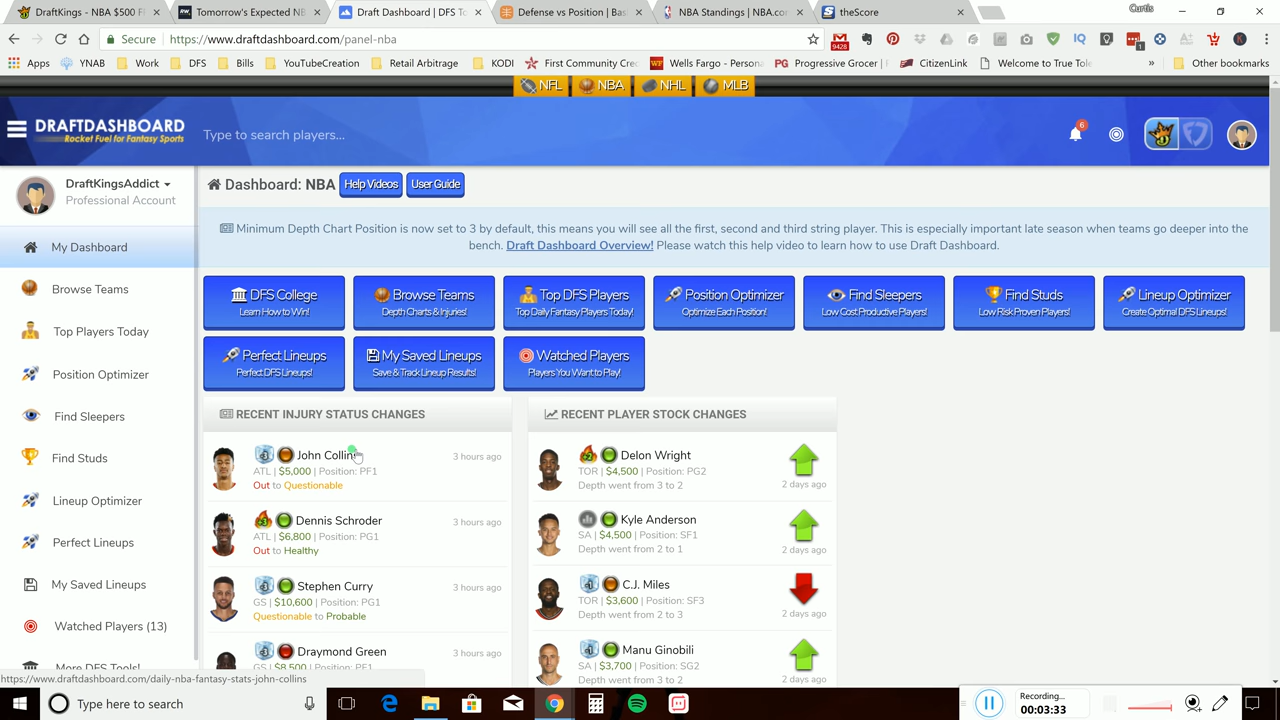 DraftKings - NBA $500 F
Tomorrow's Expected NB
Draft Dashboard | DFS To
Defense vs Position | Bas
NBA Standings | NBA.con
theScore
Curtis
Secure
https://www.draftdashboard.com/panel-nba
9428
1
Apps
YNAB
Work
DFS
Bills
YouTubeCreation
Retail Arbitrage
KODI
First Community Cre
Wells Fargo - Persona
Progressive Grocer |
CitizenLink
Welcome to True Tole
»
Other bookmarks
NFL
NBA
NHL
MLB
DRAFTDASHBOARD
Rocket Fuel for Fantasy Sports
Type to search players...
6
DraftKingsAddict
Professional Account
My Dashboard
Browse Teams
Top Players Today
Position Optimizer
Find Sleepers
Find Studs
Lineup Optimizer
Perfect Lineups
My Saved Lineups
Watched Players (13)
More DFS Tools!
Dashboard: NBA
Help Videos
User Guide
Minimum Depth Chart Position is now set to 3 by default, this means you will see all the first, second and third string player. This is especially important late season when teams go deeper into the
bench. Draft Dashboard Overview! Please watch this help video to learn how to use Draft Dashboard.
DFS College
Learn How to Win!
Browse Teams
Depth Charts & Injuries!
Top DFS Players
Top Daily Fantasy Players Today!
Position Optimizer
Optimize Each Position!
Find Sleepers
Low Cost Productive Players!
Find Studs
Low Risk Proven Players!
Lineup Optimizer
Create Optimal DFS Lineups!
Perfect Lineups
Perfect DFS Lineups!
My Saved Lineups
Save & Track Lineup Results!
Watched Players
Players You Want to Play!
RECENT INJURY STATUS CHANGES
John Collins
3 hours ago
ATL | $5,000 | Position: PF1
Out to Questionable
Dennis Schroder
3 hours ago
ATL | $6,800 | Position: PG1
Out to Healthy
Stephen Curry
3 hours ago
GS | $10,600 | Position: PG1
Questionable to Probable
Draymond Green
3 hours ago
GS | $8,500 | Position: PF1
RECENT PLAYER STOCK CHANGES
Delon Wright
TOR | $4,500 | Position: PG2
Depth went from 3 to 2
2 days ago
Kyle Anderson
SA | $4,500 | Position: SF1
Depth went from 2 to 1
2 days ago
C.J. Miles
TOR | $3,600 | Position: SF3
Depth went from 2 to 3
2 days ago
Manu Ginobili
SA | $3,700 | Position: SG2
Depth went from 3 to 2
2 days ago
https://www.draftdashboard.com/daily-nba-fantasy-stats-john-collins
Type here to search
Recording...
00:03:33